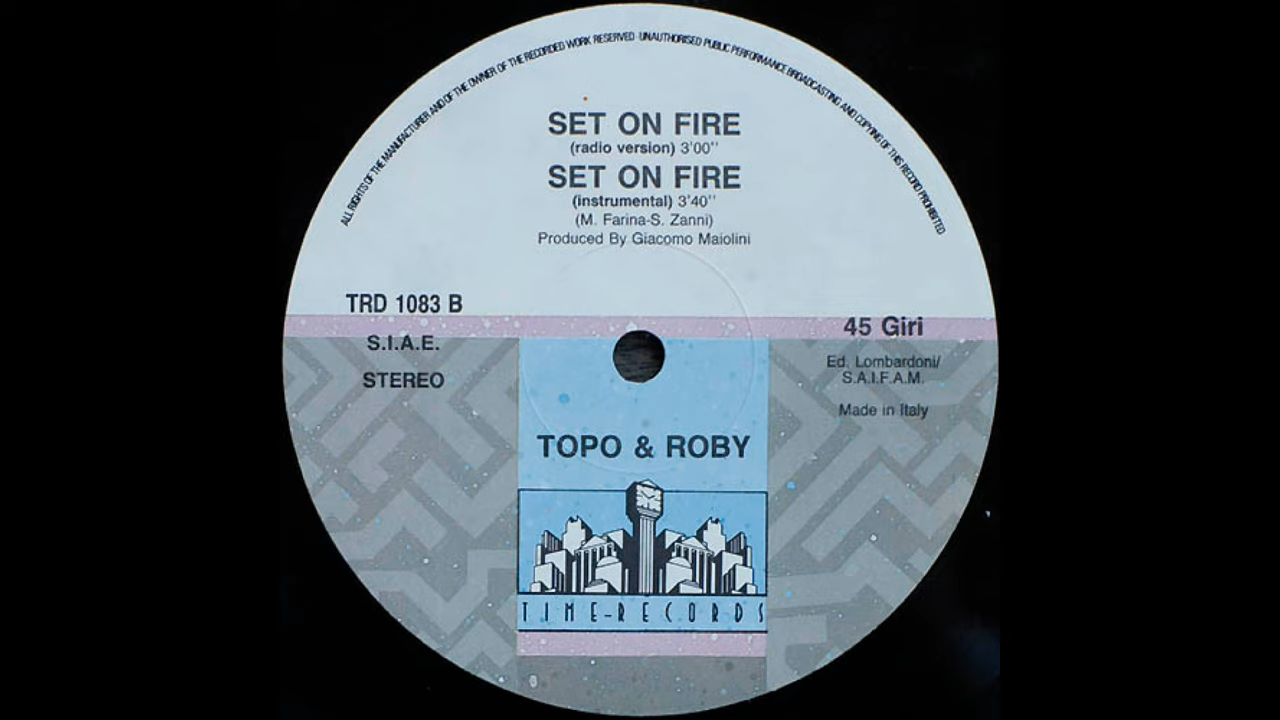 ALL RIGHTS OF THE MANUFACTURER AND OF THE OWNER OF THE RECORDED WORK RESERVED · UNAUTHORISED PUBLIC PERFORMANCE BROADCASTING AND COPYING OF THIS RECORD PROHIBITED
SET ON FIRE
(radio version) 3'00''
SET ON FIRE
(instrumental) 3'40''
(M. Farina-S. Zanni)
Produced By Giacomo Maiolini
TRD 1083 B
S.I.A.E.
STEREO
45 Giri
Ed. Lombardoni/
S.A.I.F.A.M.
Made in Italy
TOPO & ROBY
TIME-RECORDS